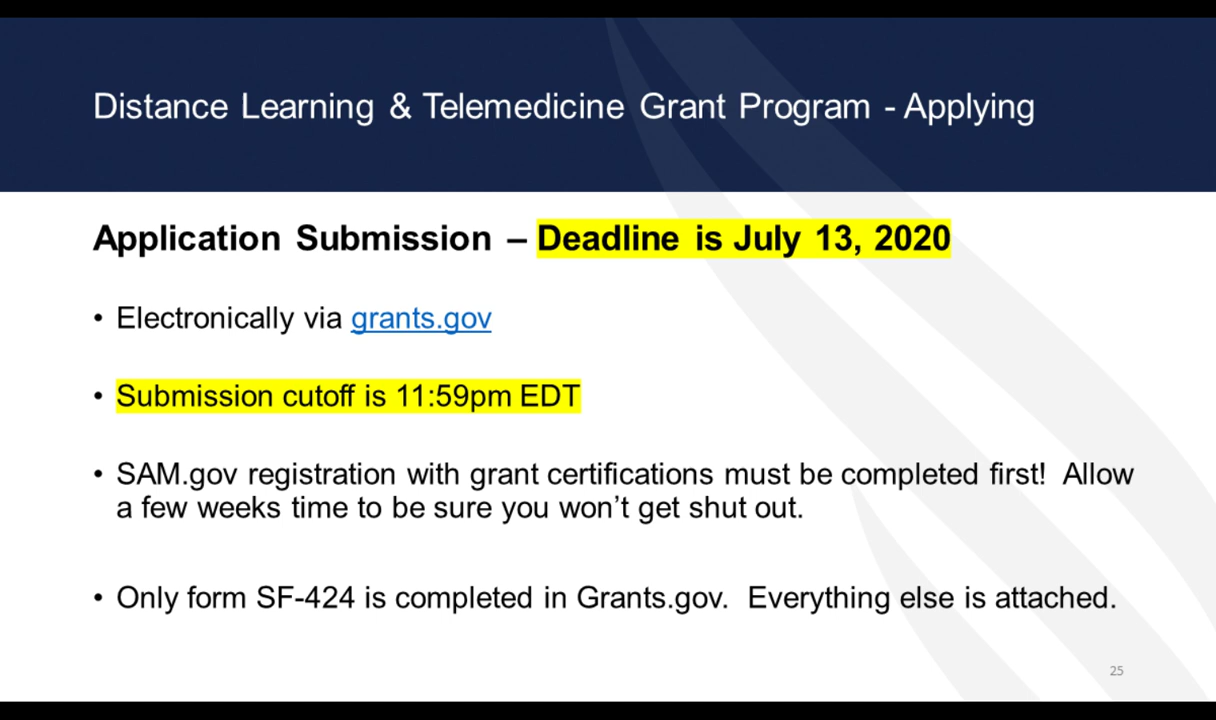 Distance Learning & Telemedicine Grant Program - Applying
Application Submission – Deadline is July 13, 2020
• Electronically via grants.gov
• Submission cutoff is 11:59pm EDT
• SAM.gov registration with grant certifications must be completed first!  Allow
a few weeks time to be sure you won’t get shut out.
• Only form SF-424 is completed in Grants.gov.  Everything else is attached.
25